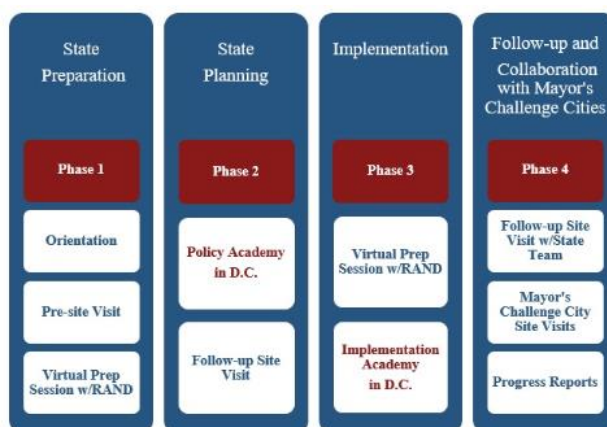 State
Preparation
Phase 1
Orientation
Pre-site Visit
Virtual Prep
Session w/RAND
State
Planning
Phase 2
Policy Academy
in D.C.
Follow-up Site
Visit
Implementation
Phase 3
Virtual Prep
Session w/RAND
Implementation
Academy
in D.C.
Follow-up and
Collaboration
with Mayor's
Challenge Cities
Phase 4
Follow-up Site
Visit w/State
Team
Mayor's
Challenge City
Site Visits
Progress Reports